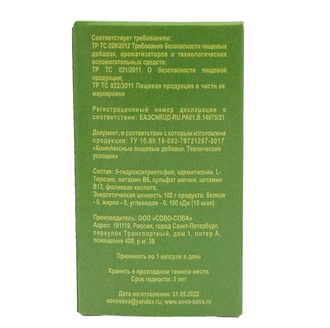 Соответствует требованиям:
ТР ТС 029/2012 Требования безопасности пищевых
добавок, ароматизаторов и технологических
вспомогательных средств;
ТР ТС 021/2011 О безопасности пищевой
продукции;
ТР ТС 022/2011 Пищевая продукция в части ее
маркировки
Регистрационный номер декларации о
соответствии: ЕАЭСNRUД-RU.РА01.В.14675/21
Документ, в соответствии с которым изготовлена
продукция: ТУ 10.89.19-002-78721257-2017
«Комплексные пищевые добавки. Технические
условия»
Состав: 5-гидрокситриптофан, адеметионин, L-
Тирозин, витамин В6, сульфат магния, витамин
В12, фолиевая кислота.
Энергетическая ценность 100 г продукта: белков
- 0, жиров - 0, углеводов - 0, 100 кДж (15 ккал)
Производитель: ООО «СОВО-СОВА»
Адрес: 191119, Россия, город Санкт-Петербург,
переулок Транспортный, дом 1, литер А,
помещение 40В, р.м. 38
Принимать по 1 капсуле в день
Хранить в прохладном темном месте.
Срок годности: 5 лет
Дата изготовления: 31.05.2022
sovosova@yandex.ru, www.sova-sova.ru